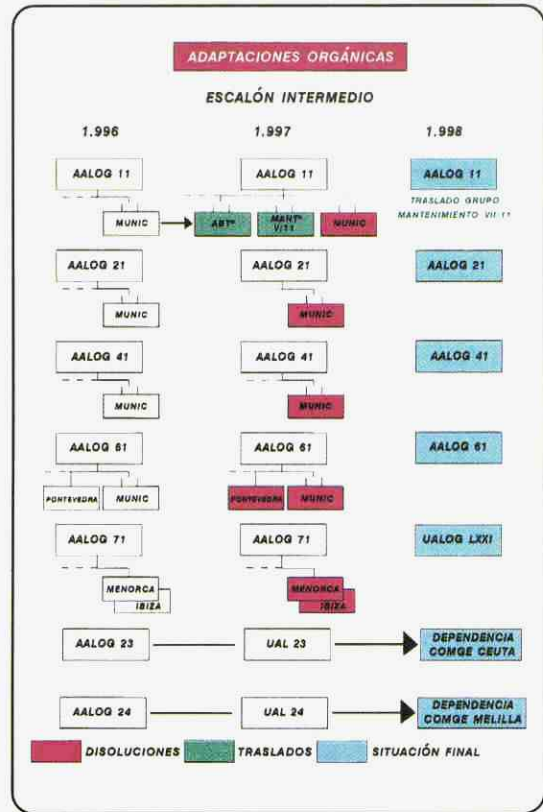 ADAPTACIONES ORGÁNICAS
ESCALÓN INTERMEDIO
1.996 1.997 1.998
AALOG 11 AALOG 11 AALOG 11
TRASLADO GRUPO
MANTENIMIENTO VII-11
MUNIC ABTº MANTº V/11 MUNIC
AALOG 21 AALOG 21 AALOG 21
MUNIC MUNIC
AALOG 41 AALOG 41 AALOG 41
MUNIC MUNIC
AALOG 61 AALOG 61 AALOG 61
PONTEVEDRA MUNIC PONTEVEDRA MUNIC
AALOG 71 AALOG 71 UALOG LXXI
MENORCA MENORCA
IBIZA IBIZA
AALOG 23 UAL 23 DEPENDENCIA COMGE CEUTA
AALOG 24 UAL 24 DEPENDENCIA COMGE MELILLA
DISOLUCIONES TRASLADOS SITUACIÓN FINAL